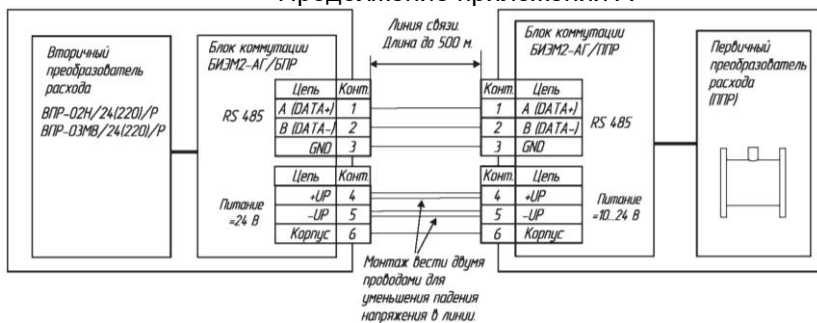 Вторичный
преобразователь
расхода
ВПР-02Н/24(220)/Р
ВПР-03МВ/24(220)/Р
Блок коммутации
БИЭМ2-АГ/БПР
RS 485
Цепь Конт.
A (DATA+) 1
B (DATA-) 2
GND 3
Питание
=24 В
Цепь Конт.
+UP 4
-UP 5
Корпус 6
Линия связи.
Длина до 500 м.
Монтаж вести двумя
проводами для
уменьшения падения
напряжения в линии.
Блок коммутации
БИЭМ2-АГ/ППР
Конт. Цепь
1 A (DATA+)
2 B (DATA-)
3 GND
RS 485
Конт. Цепь
4 +UP
5 -UP
6 Корпус
Питание
=10...24 В
Первичный
преобразователь
расхода
(ППР)